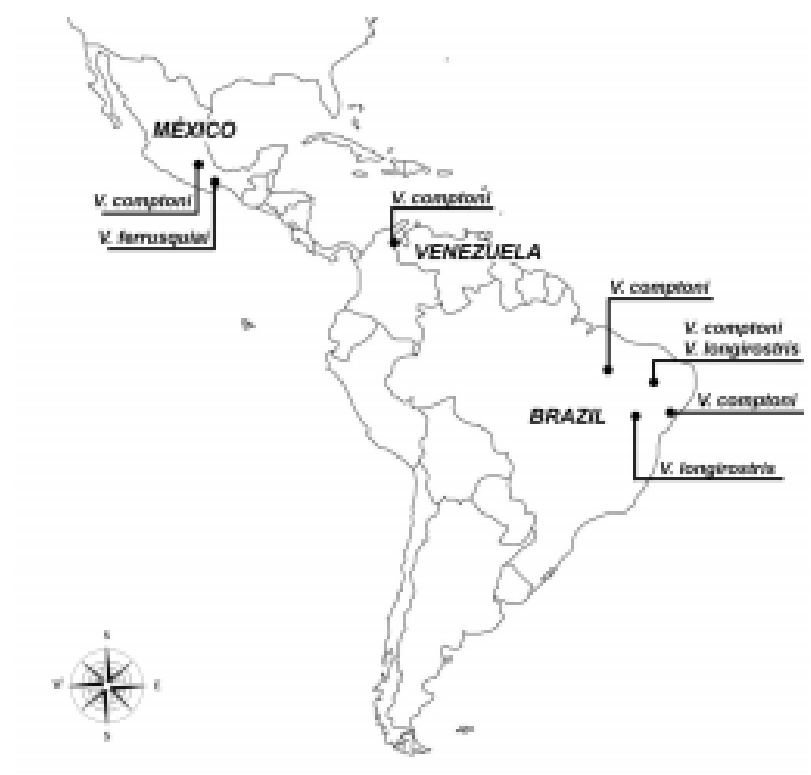 MÉXICO
V. comptoni
V. comptoni
V. ferrusquiai
VENEZUELA
V. comptoni
V. comptoni
V. longirostris
V. comptoni
BRAZIL
V. longirostris
S